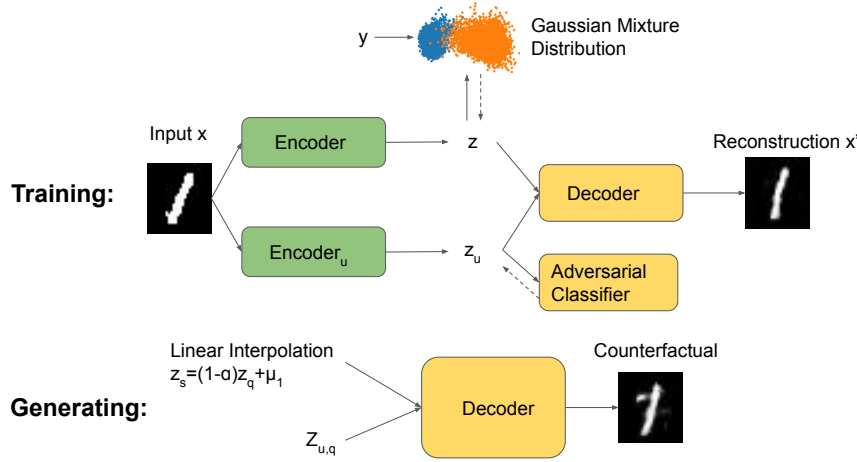 Gaussian Mixture
Distribution
y
Input x
Encoder
z
Reconstruction x'
Training:
Decoder
Encoder_u
z_u
Adversarial
Classifier
Linear Interpolation
z_s=(1-α)z_q+μ_1
Counterfactual
Generating:
Decoder
Z_u,q